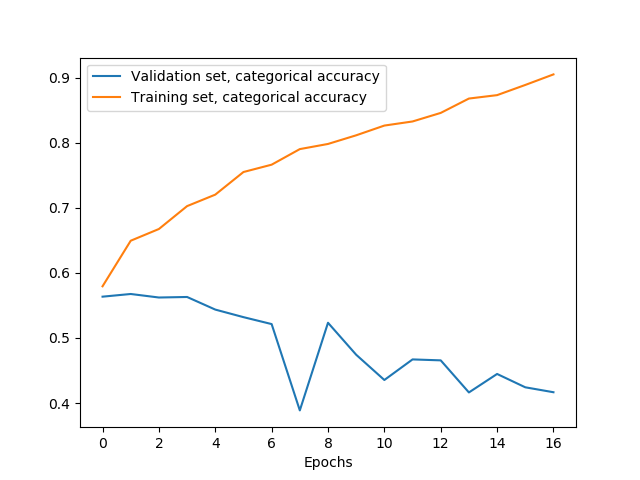 Validation set, categorical accuracy
Training set, categorical accuracy
0.9
0.8
0.7
0.6
0.5
0.4
0 2 4 6 8 10 12 14 16
Epochs